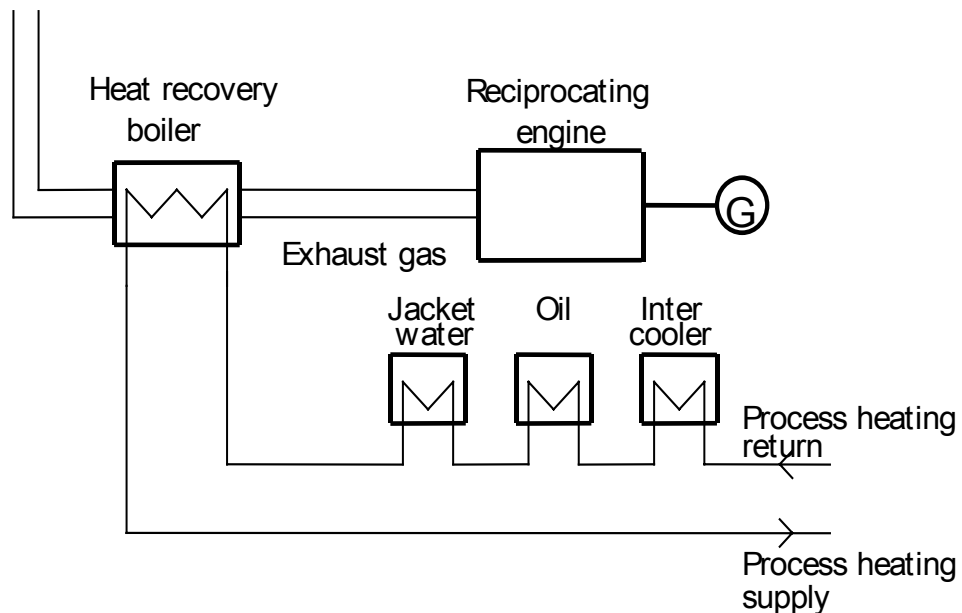 Heat recovery
boiler
Reciprocating
engine
G
Exhaust gas
Jacket
water
Oil
Inter
cooler
Process heating
return
Process heating
supply